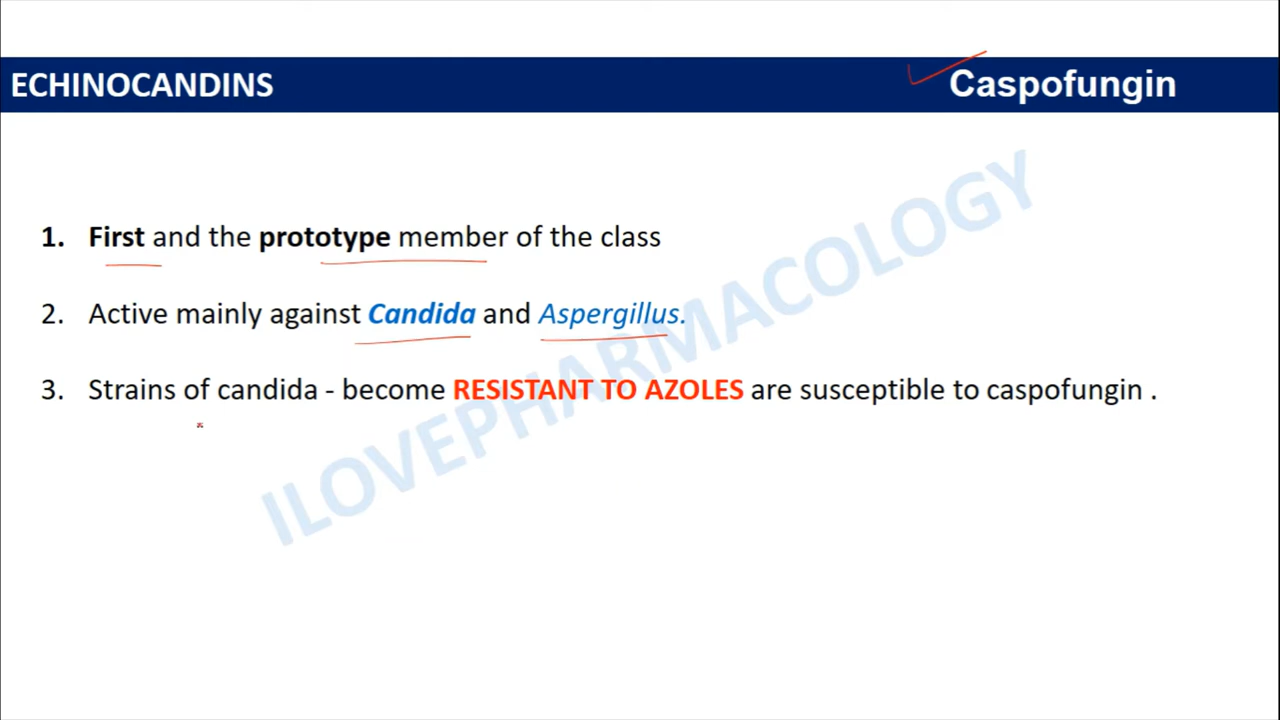 ECHINOCANDINS
Caspofungin
1. First and the prototype member of the class
2. Active mainly against Candida and Aspergillus.
3. Strains of candida - become RESISTANT TO AZOLES are susceptible to caspofungin .
ILOVEPHARMACOLOGY